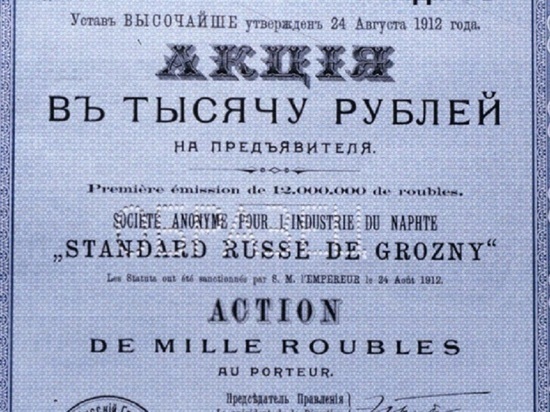 Уставъ ВЫСОЧАЙШЕ утвержденъ 24 Августа 1912 года.
АКЦІЯ
ВЪ ТЫСЯЧУ РУБЛЕЙ
НА ПРЕДЪЯВИТЕЛЯ.
Première émission de 12.000.000 de roubles.
SOCIÉTÉ ANONYME POUR L'INDUSTRIE DU NAPHTE
„STANDARD RUSSE DE GROZNY“
Les Statuts ont été sanctionnés par S. M. l'EMPEREUR le 24 Août 1912.
ACTION
DE MILLE ROUBLES
AU PORTEUR.
Предсѣдатель Правленія